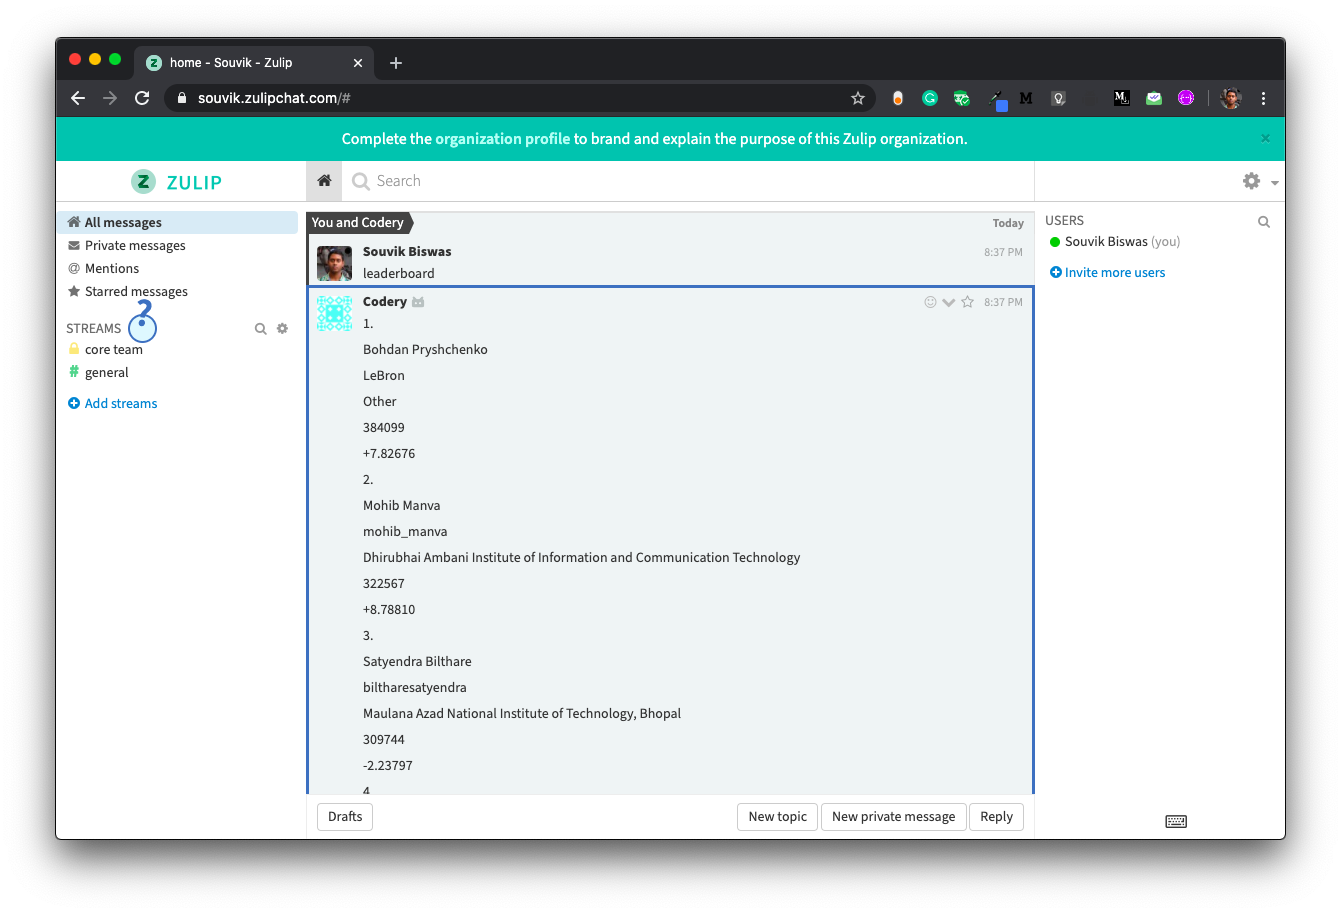 home - Souvik - Zulip
souvik.zulipchat.com/#
Complete the organization profile to brand and explain the purpose of this Zulip organization.
ZULIP
Search
All messages
Private messages
Mentions
Starred messages
STREAMS
?
core team
general
Add streams
You and Codery
Today
Souvik Biswas
8:37 PM
leaderboard
Codery
8:37 PM
1.
Bohdan Pryshchenko
LeBron
Other
384099
+7.82676
2.
Mohib Manva
mohib_manva
Dhirubhai Ambani Institute of Information and Communication Technology
322567
+8.78810
3.
Satyendra Bilthare
biltharesatyendra
Maulana Azad National Institute of Technology, Bhopal
309744
-2.23797
4
Drafts
New topic
New private message
Reply
USERS
Souvik Biswas (you)
Invite more users